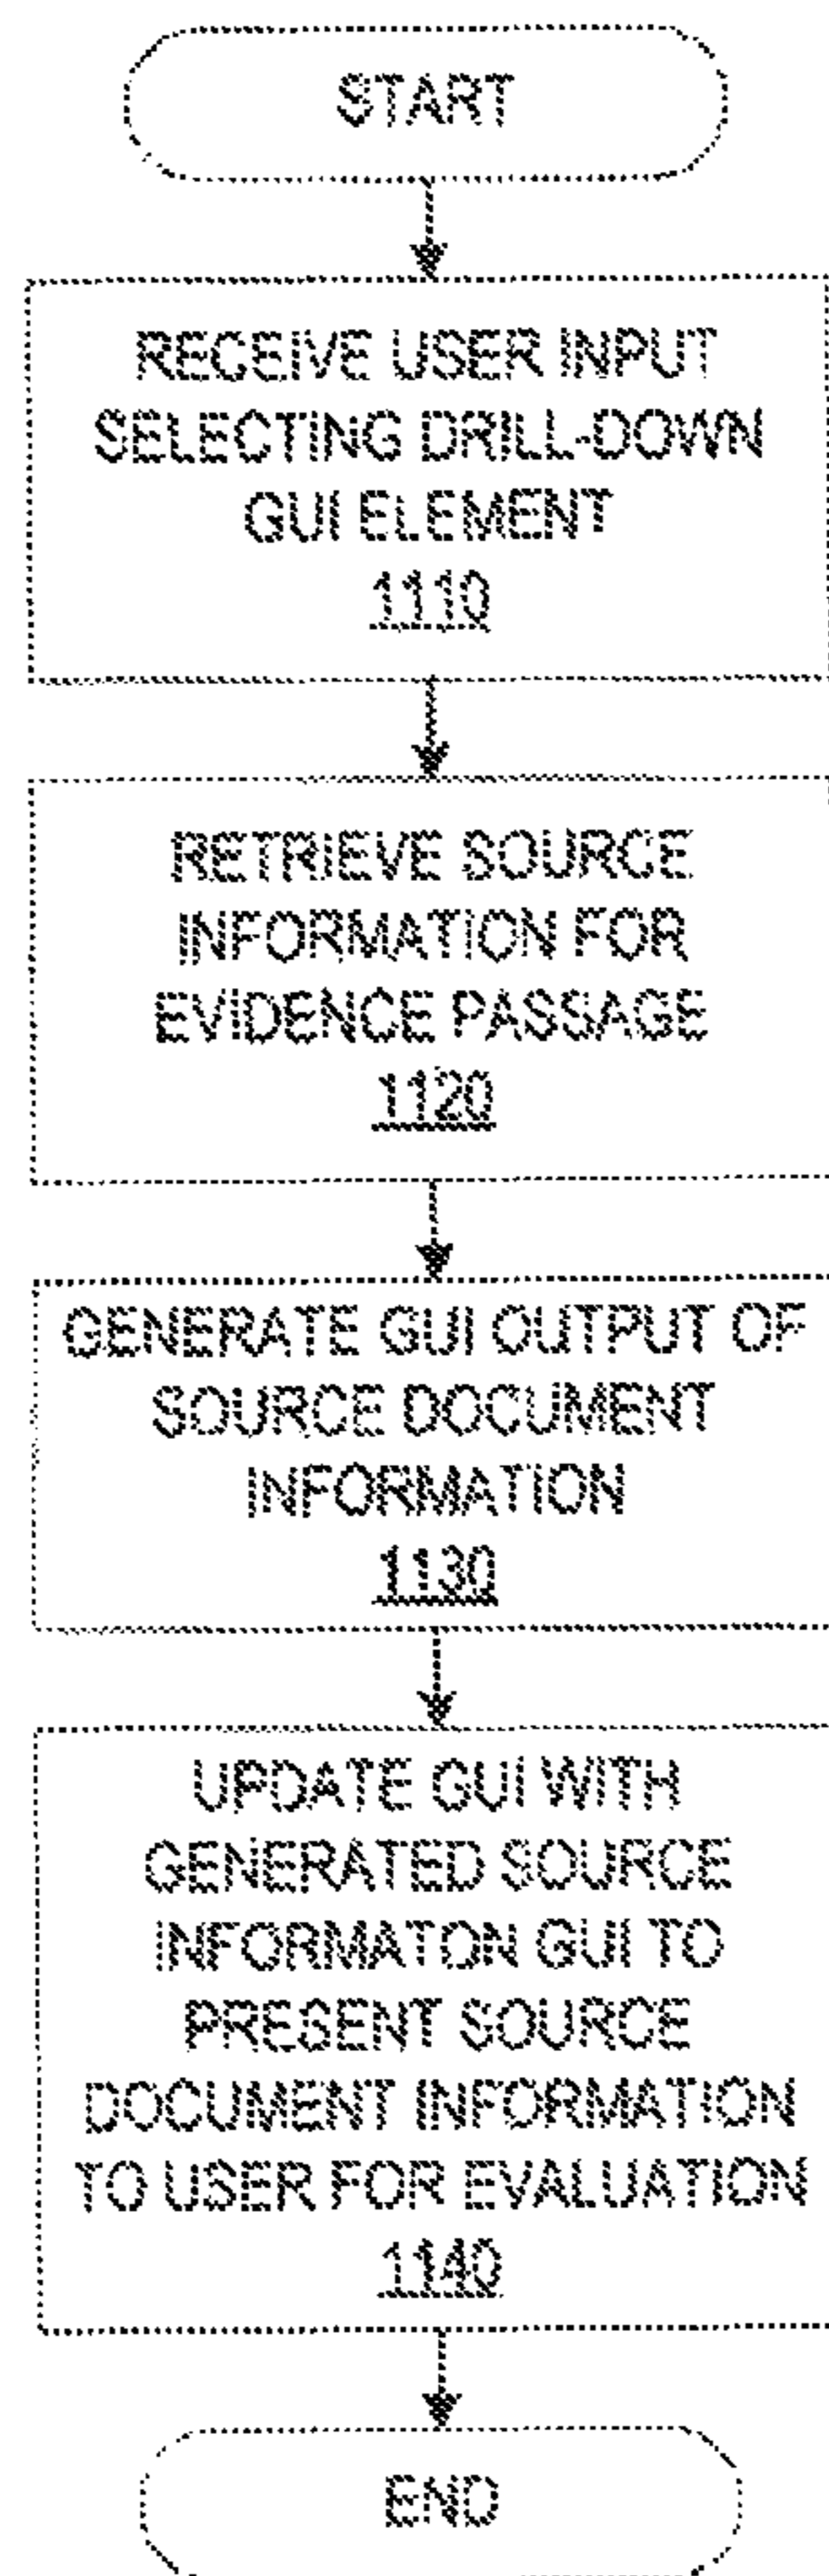 START
RECEIVE USER INPUT
SELECTING DRILL-DOWN
GUI ELEMENT
1110
RETRIEVE SOURCE
INFORMATION FOR
EVIDENCE PASSAGE
1120
GENERATE GUI OUTPUT OF
SOURCE DOCUMENT
INFORMATION
1130
UPDATE GUI WITH
GENERATED SOURCE
INFORMATON GUI TO
PRESENT SOURCE
DOCUMENT INFORMATION
TO USER FOR EVALUATION
1140
END